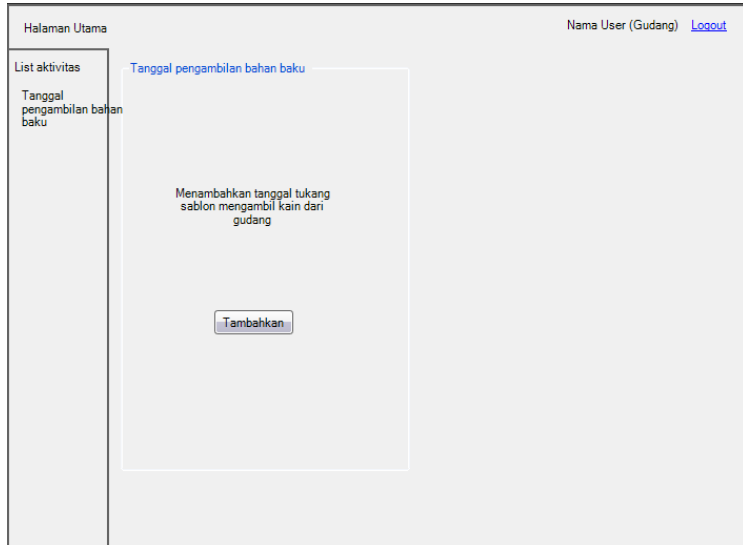 Halaman Utama
Nama User (Gudang) Logout
List aktivitas
Tanggal
pengambilan bahan
baku
Tanggal pengambilan bahan baku
Menambahkan tanggal tukang
sablon mengambil kain dari
gudang
Tambahkan